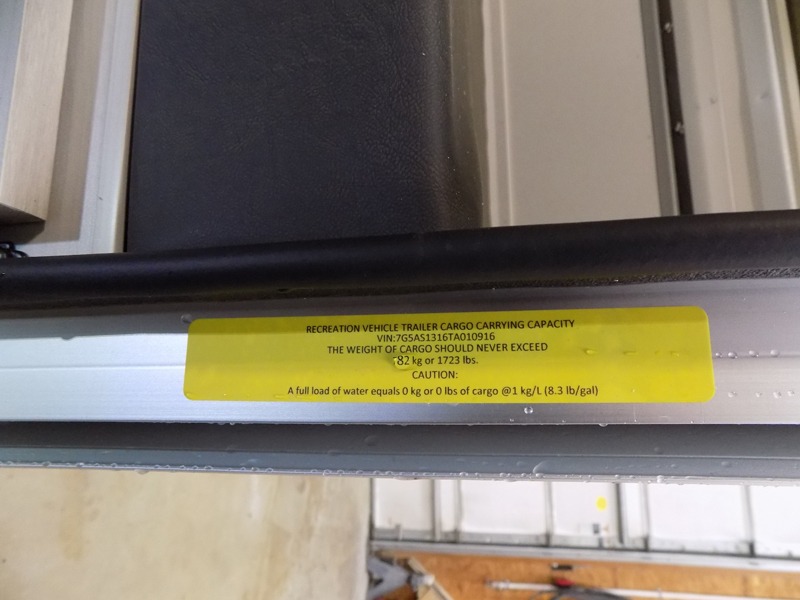 RECREATION VEHICLE TRAILER CARGO CARRYING CAPACITY
VIN:7G5AS1316TA010916
THE WEIGHT OF CARGO SHOULD NEVER EXCEED
782 kg or 1723 lbs.
CAUTION:
A full load of water equals 0 kg or 0 lbs of cargo @1 kg/L (8.3 lb/gal)